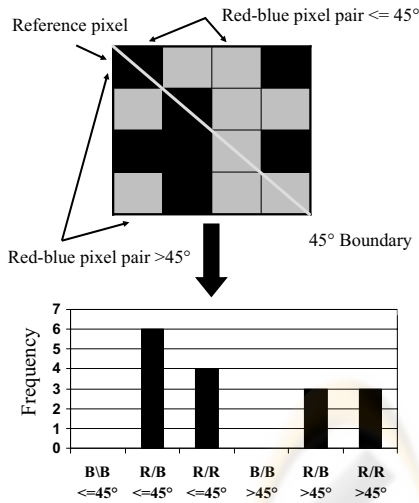 Red-blue pixel pair <= 45°
Reference pixel
45° Boundary
Red-blue pixel pair >45°
7
6
5
4
3
2
1
0
Frequency
B\B R/B R/R B/B R/B R/R
<=45° <=45° <=45° >45° >45° >45°